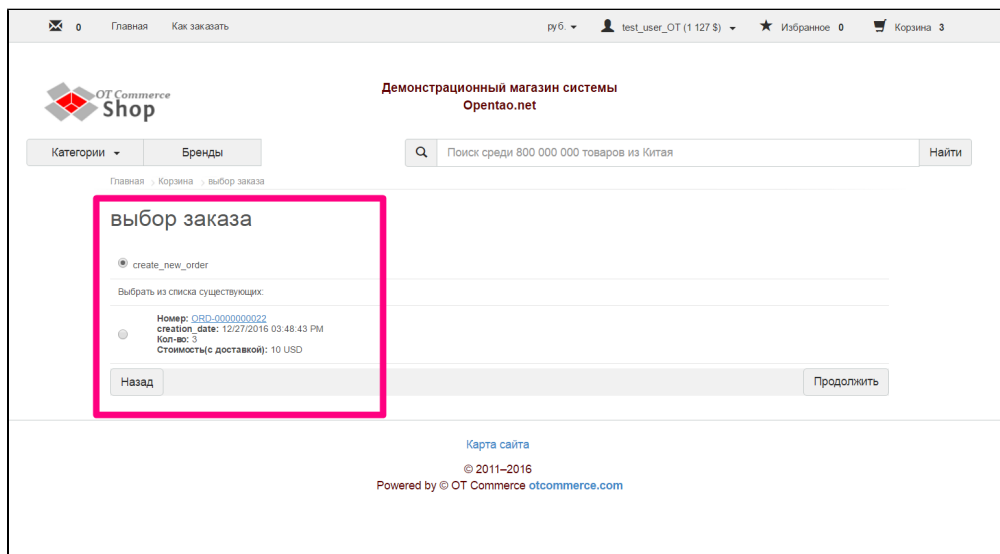 0 Главная Как заказать руб. test_user_OT (1 127 $) Избранное 0 Корзина 3
OT Commerce
Shop
Демонстрационный магазин системы
Opentao.net
Категории Бренды Поиск среди 800 000 000 товаров из Китая Найти
Главная > Корзина > выбор заказа
выбор заказа
create_new_order
Выбрать из списка существующих:
Номер: ORD-0000000022
creation_date: 12/27/2016 03:48:43 PM
Кол-во: 3
Стоимость(с доставкой): 10 USD
Назад Продолжить
Карта сайта
© 2011–2016
Powered by © OT Commerce otcommerce.com